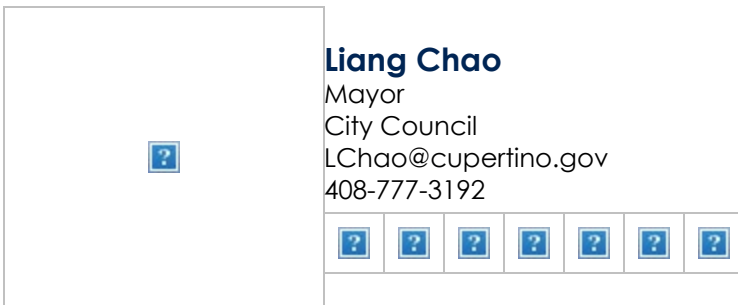 Liang Chao
Mayor
City Council
LChao@cupertino.gov
408-777-3192